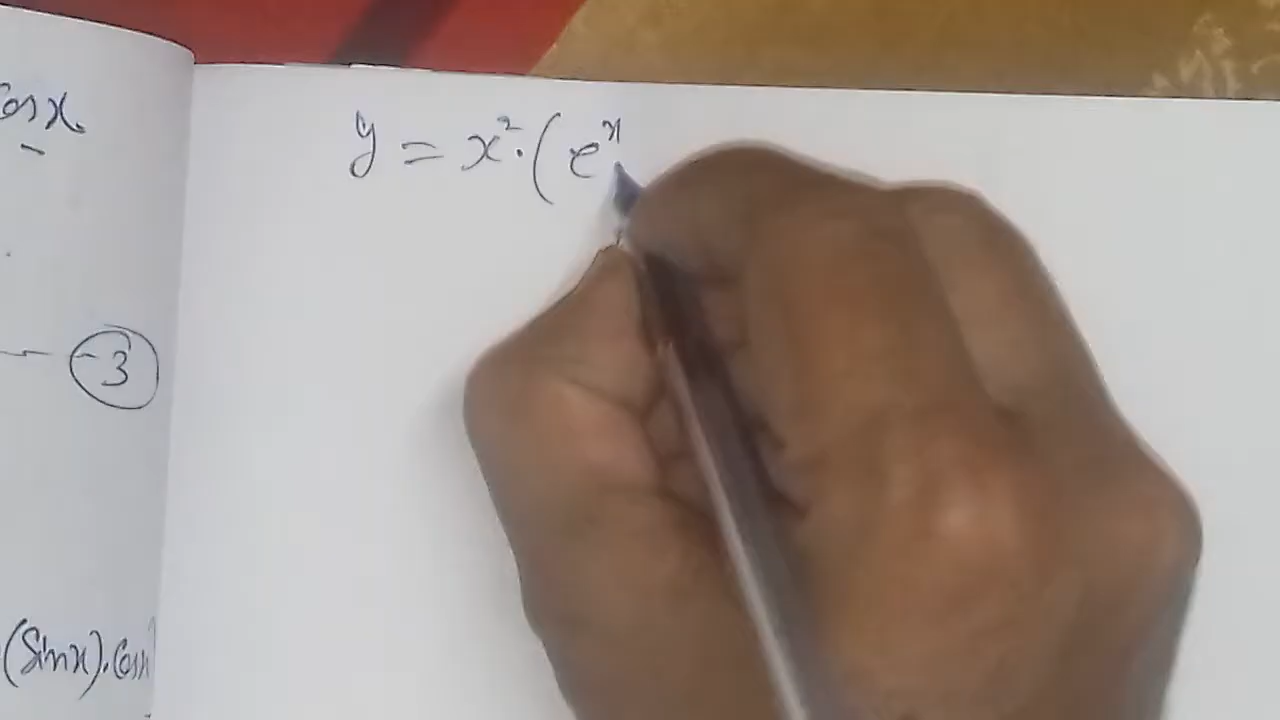 Cos x
y = x². (eˣ
3
(Sin x). Cos x